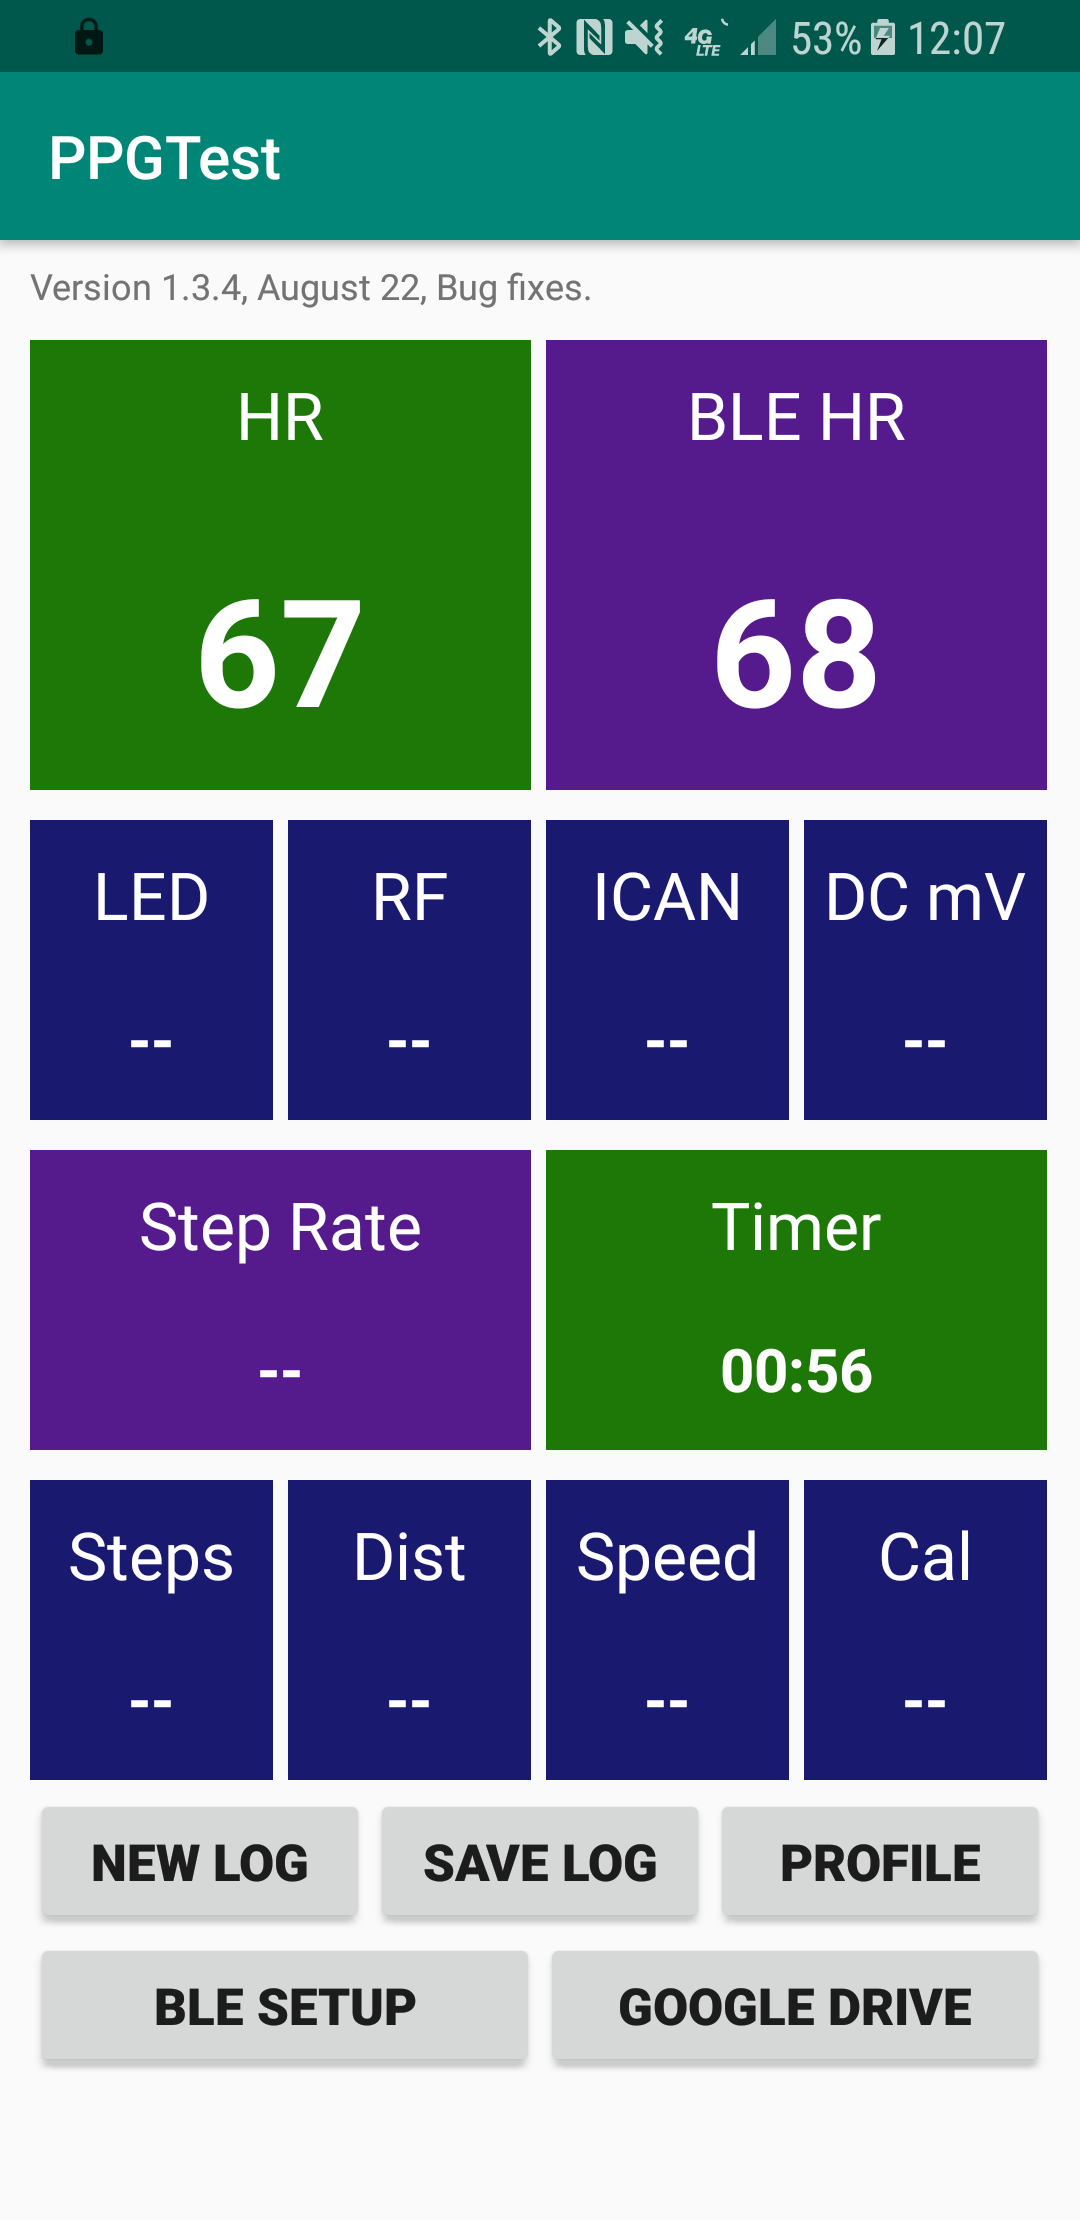 4G LTE 53% 12:07
PPGTest
Version 1.3.4, August 22, Bug fixes.
HR BLE HR
67 68
LED RF ICAN DC mV
-- -- -- --
Step Rate Timer
-- 00:56
Steps Dist Speed Cal
-- -- -- --
NEW LOG SAVE LOG PROFILE
BLE SETUP GOOGLE DRIVE